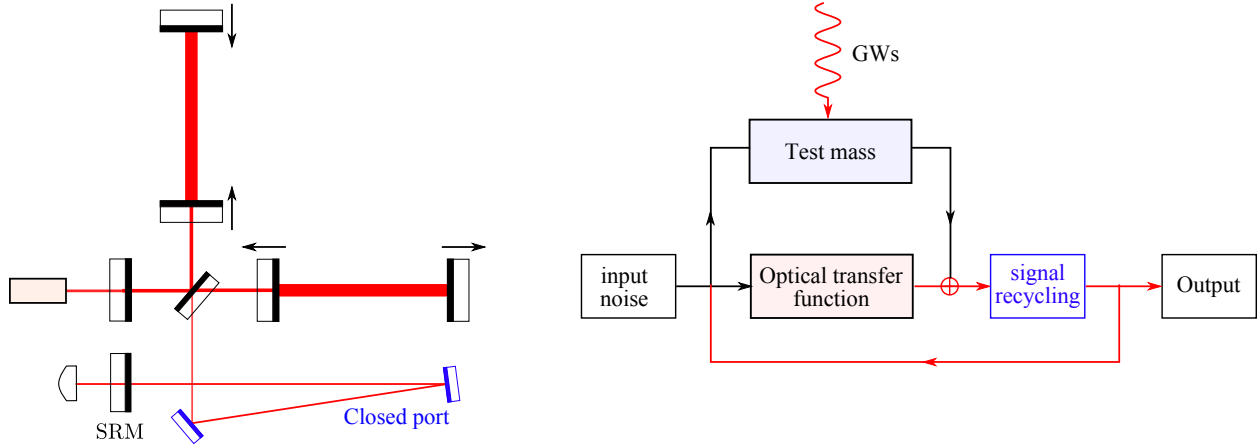 SRM
Closed port
GWs
Test mass
input
noise
Optical transfer
function
signal
recycling
Output